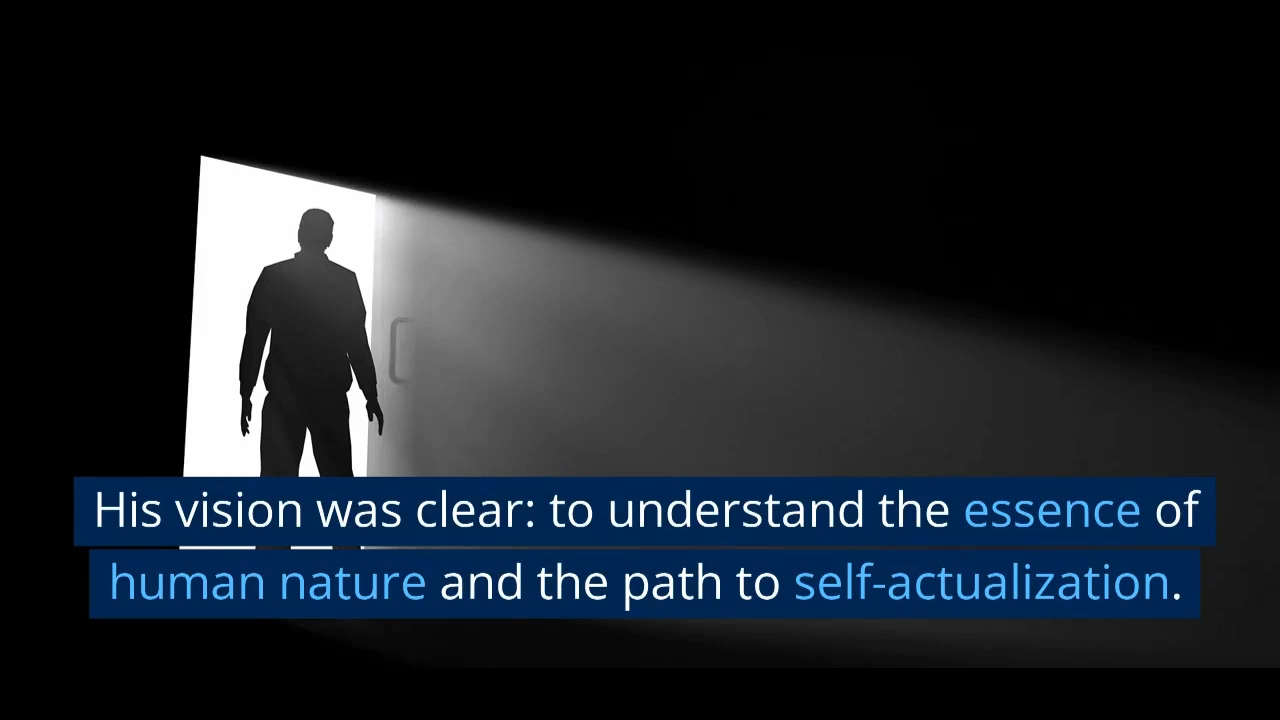 His vision was clear: to understand the essence of
human nature and the path to self-actualization.